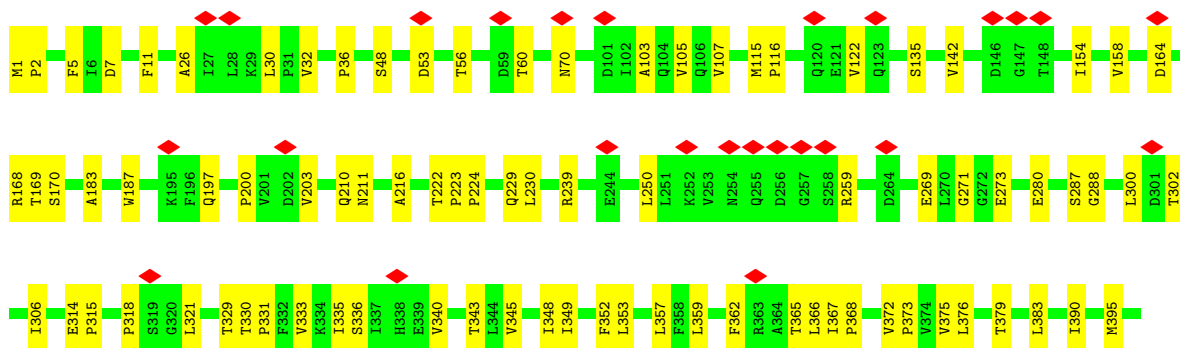 M1 P2 F5 I6 D7 F11 A26 I27 L28 K29 L30 P31 V32 P36 S48 D53 T56 D59 T60 N70 D101 I102 A103 Q104 V105 Q106 V107 M115 P116 Q120 E121 V122 Q123 S135 V142 D146 G147 T148 I154 V158 D164
R168 T169 S170 A183 W187 K195 F196 Q197 P200 V201 D202 V203 Q210 N211 A216 T222 P223 P224 Q229 L230 R239 E244 L250 L251 K252 V253 N254 Q255 D256 G257 S258 R259 D264 E269 L270 G271 G272 E273 E280 S287 G288 L300 D301 T302
I306 E314 P315 P318 S319 G320 L321 T329 T330 P331 F332 V333 K334 I335 S336 I337 H338 E339 V340 T343 L344 V345 I348 I349 F352 L353 L357 F358 L359 F362 R363 A364 T365 L366 I367 P368 V372 P373 V374 V375 L376 T379 L383 I390 M395